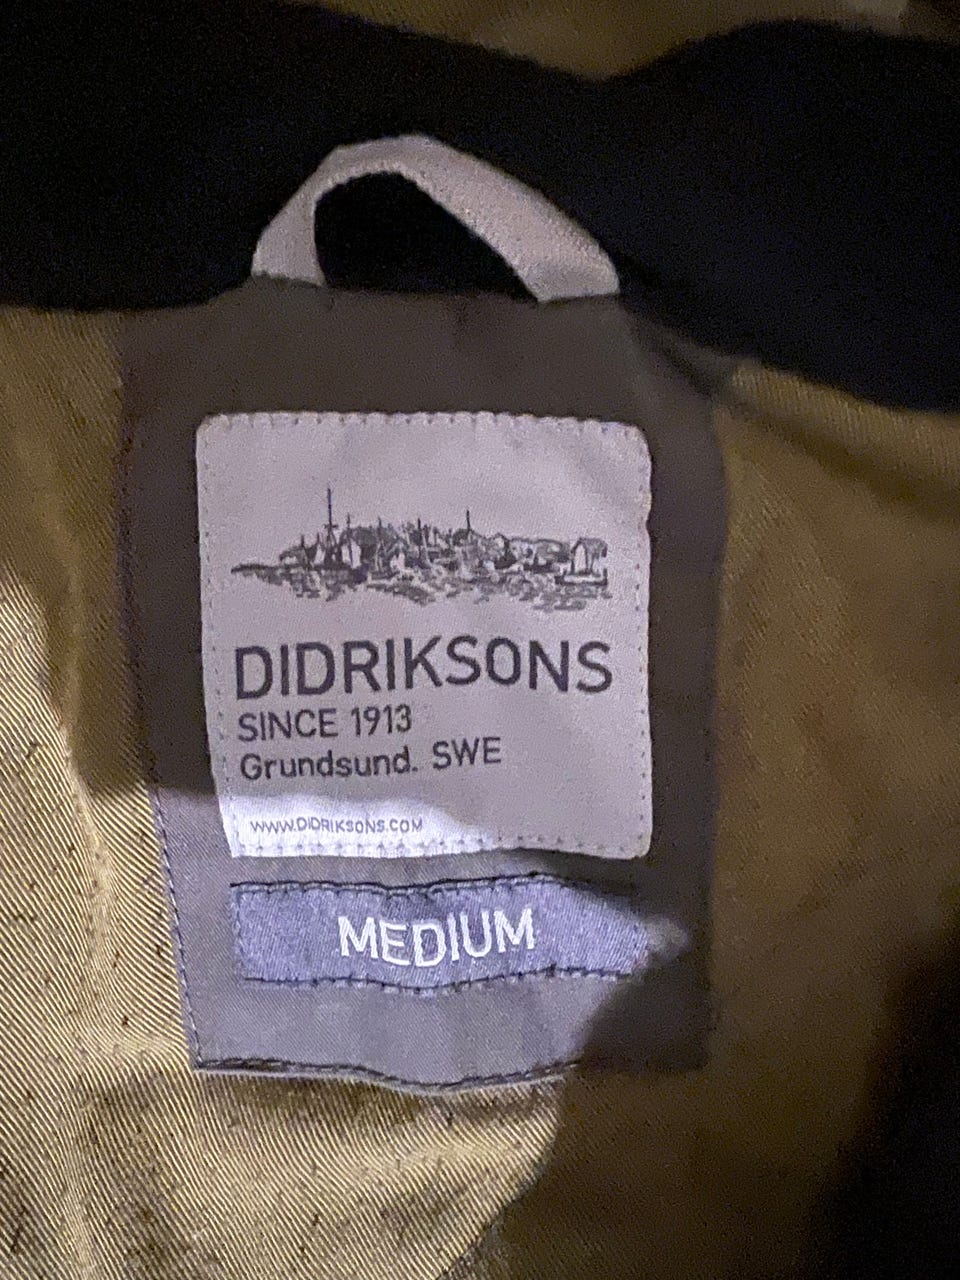 DIDRIKSONS
SINCE 1913
Grundsund. SWE
WWW.DIDRIKSONS.COM
MEDIUM